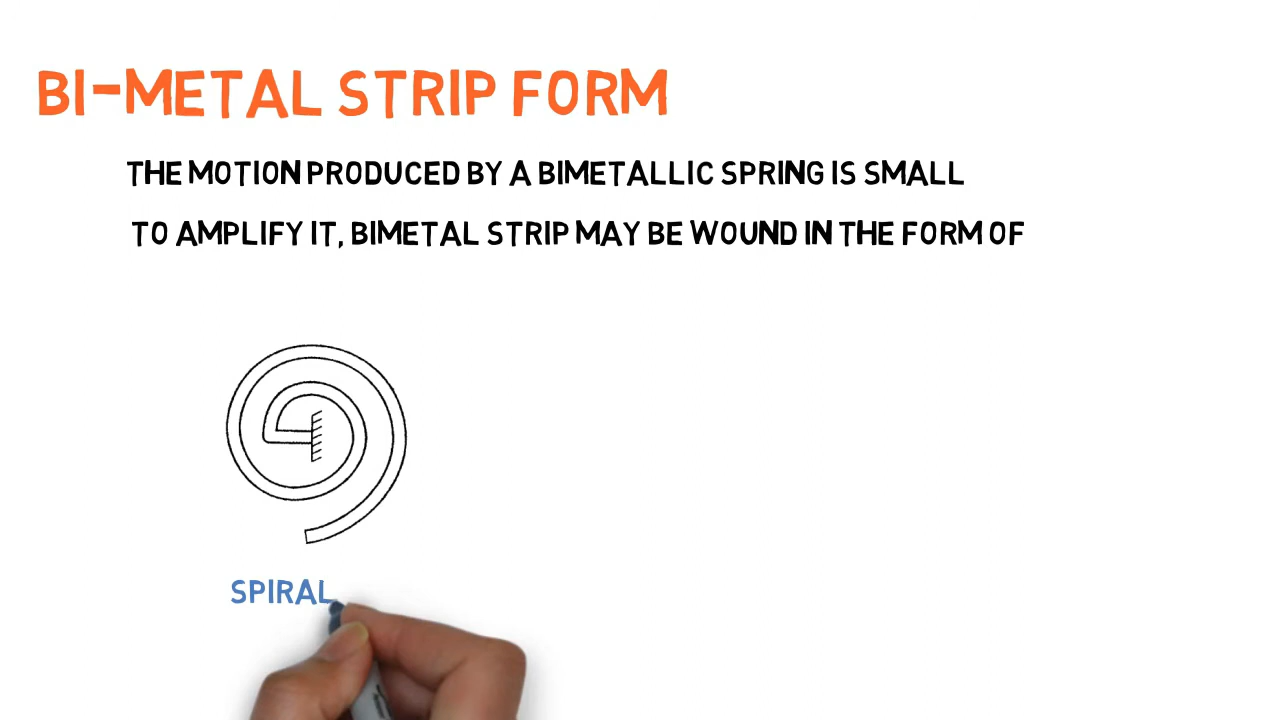 BI-METAL STRIP FORM
THE MOTION PRODUCED BY A BIMETALLIC SPRING IS SMALL
TO AMPLIFY IT, BIMETAL STRIP MAY BE WOUND IN THE FORM OF
SPIRAL